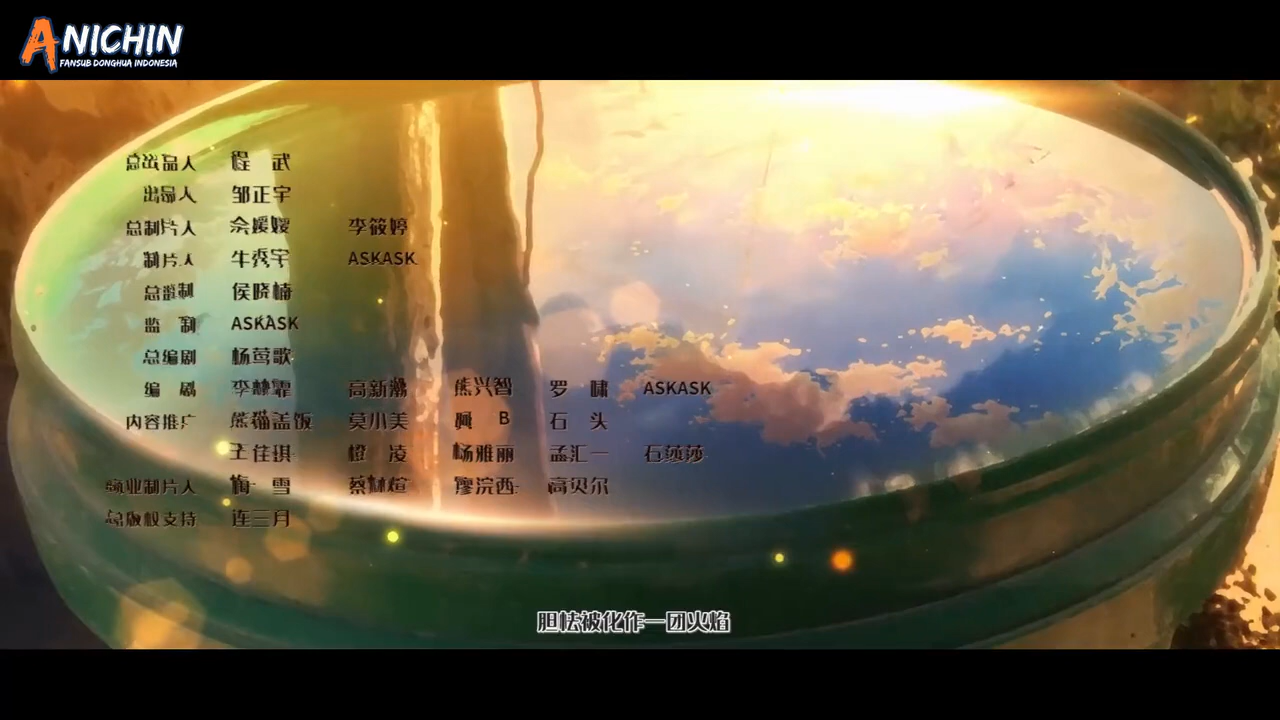 ANICHIN
FANSUB DONGHUA INDONESIA
总出品人 程 武
出品人 邹正宇
总制片人 佘媛媛 李筱婷
制片人 牛秀宇 ASKASK
总监制 侯晓楠
监 制 ASKASK
总编剧 杨莺歌
编 剧 李林霏 高新瀚 熊兴智 罗 啸 ASKASK
内容推广 熊猫盖饭 莫小美 阿 B 石 头
王佳琪 橙 凌 杨雅丽 孟汇一 石莎莎
商业制片人 梅 雪 蔡林煊 廖浣西 高贝尔
总版权支持 连三月
胆怯被化作一团火焰